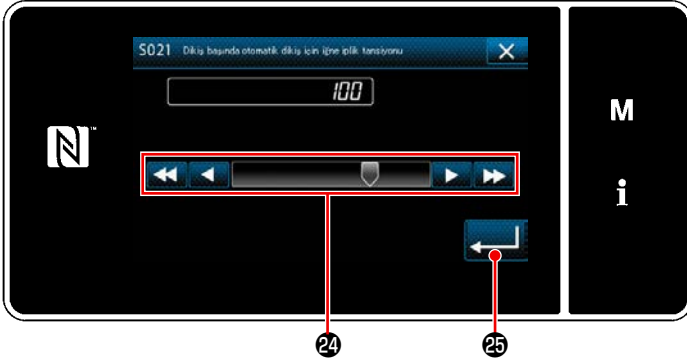 S021 Dikiş başında otomatik dikiş için iğne iplik tansiyonu
100
M
i
㉔ ㉕